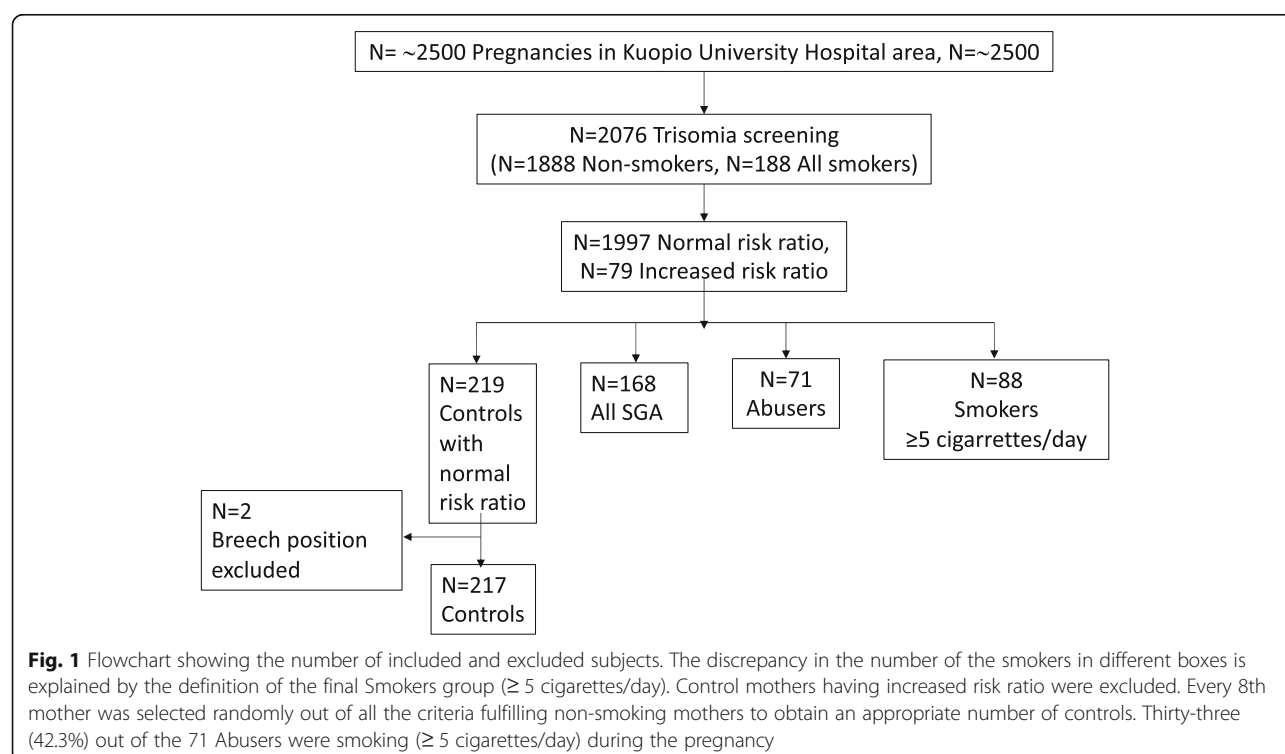 N= ~2500 Pregnancies in Kuopio University Hospital area, N=~2500
N=2076 Trisomia screening
(N=1888 Non-smokers, N=188 All smokers)
N=1997 Normal risk ratio,
N=79 Increased risk ratio
N=219
Controls
with
normal
risk ratio
N=168
All SGA
N=71
Abusers
N=88
Smokers
≥5 cigarrettes/day
N=2
Breech position
excluded
N=217
Controls
Fig. 1 Flowchart showing the number of included and excluded subjects. The discrepancy in the number of the smokers in different boxes is
explained by the definition of the final Smokers group (≥ 5 cigarettes/day). Control mothers having increased risk ratio were excluded. Every 8th
mother was selected randomly out of all the criteria fulfilling non-smoking mothers to obtain an appropriate number of controls. Thirty-three
(42.3%) out of the 71 Abusers were smoking (≥ 5 cigarettes/day) during the pregnancy